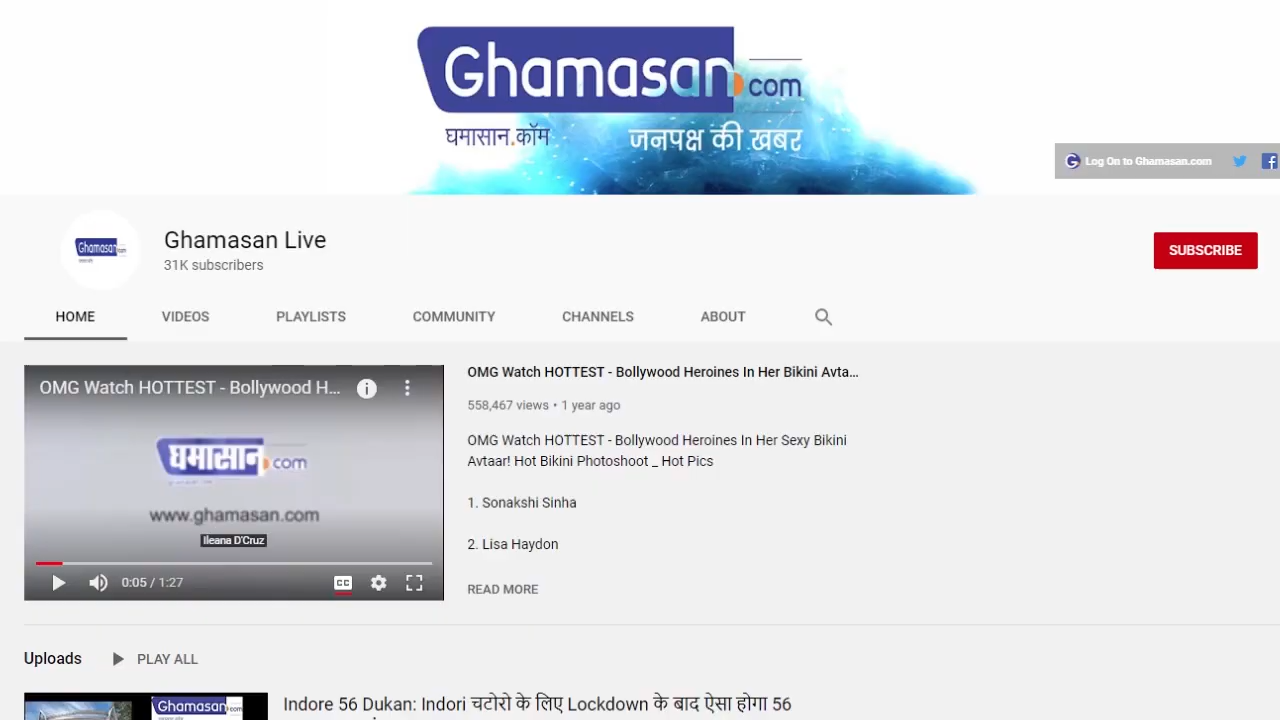 Ghamasan.com
घमासान.कॉम
जनपक्ष की खबर
Log On to Ghamasan.com
Ghamasan Live
31K subscribers
SUBSCRIBE
HOME
VIDEOS
PLAYLISTS
COMMUNITY
CHANNELS
ABOUT
OMG Watch HOTTEST - Bollywood H...
घमासान.com
www.ghamasan.com
Ileana D'Cruz
0:05 / 1:27
CC
OMG Watch HOTTEST - Bollywood Heroines In Her Bikini Avta...
558,467 views • 1 year ago
OMG Watch HOTTEST - Bollywood Heroines In Her Sexy Bikini
Avtaar! Hot Bikini Photoshoot _ Hot Pics
1. Sonakshi Sinha
2. Lisa Haydon
READ MORE
Uploads
PLAY ALL
Ghamasan.com
Indore 56 Dukan: Indori चटोरो के लिए Lockdown के बाद ऐसा होगा 56